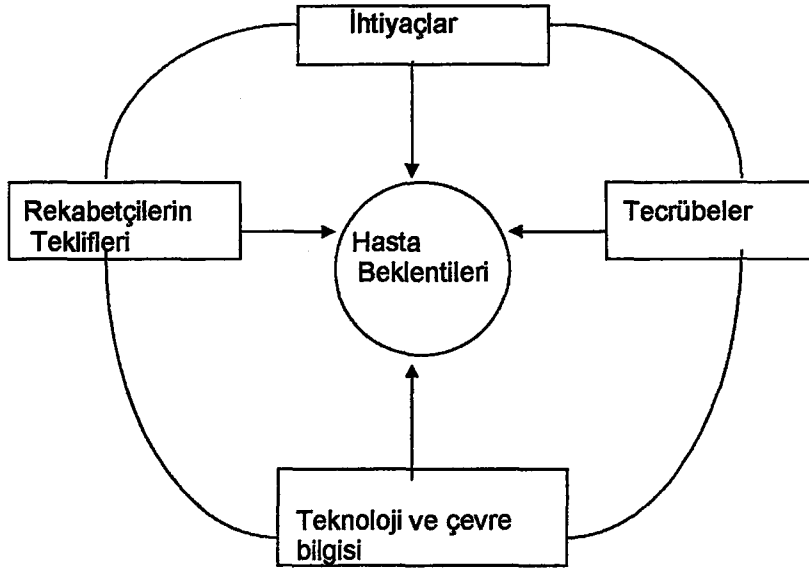 İhtiyaçlar
Rekabetçilerin
Teklifleri
Tecrübeler
Hasta
Beklentileri
Teknoloji ve çevre
bilgisi